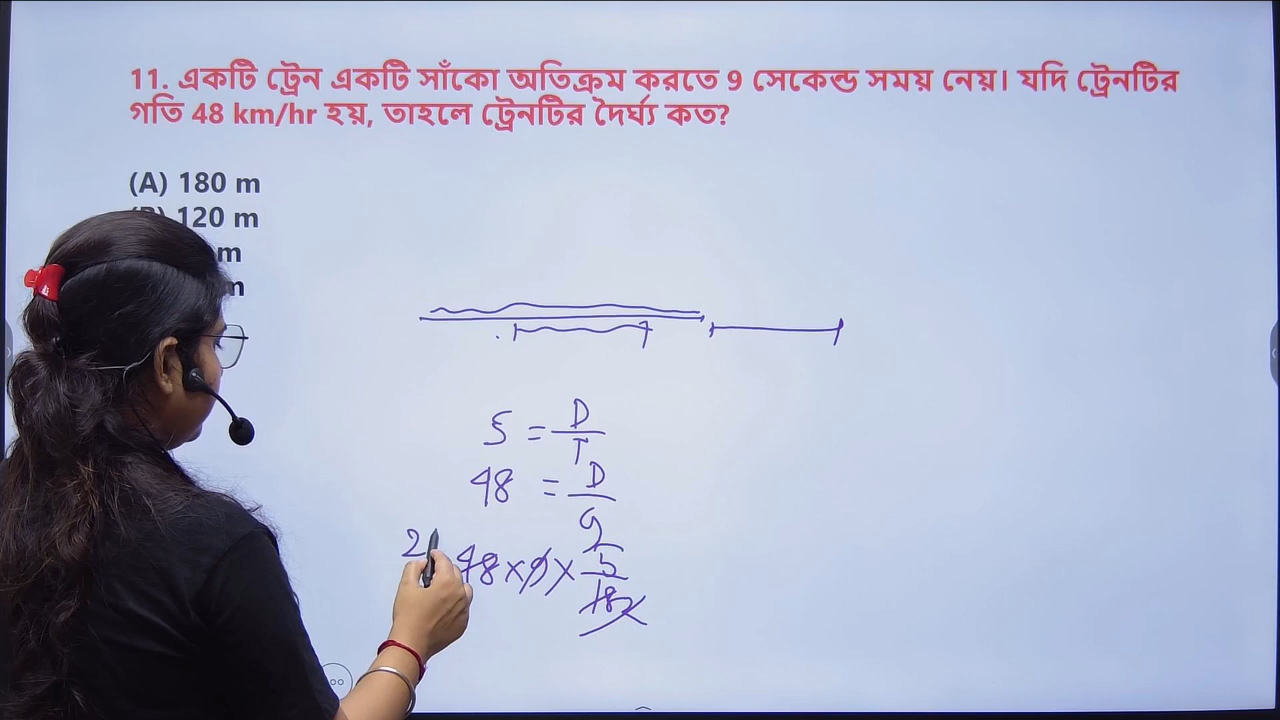 11. একটি ট্রেন একটি সাঁকো অতিক্রম করতে 9 সেকেন্ড সময় নেয়। যদি ট্রেনটির
গতি 48 km/hr হয়, তাহলে ট্রেনটির দৈর্ঘ্য কত?
(A) 180 m
120 m
m
m
S = D/T
48 = D/9
48 x 9 x 5/18
2